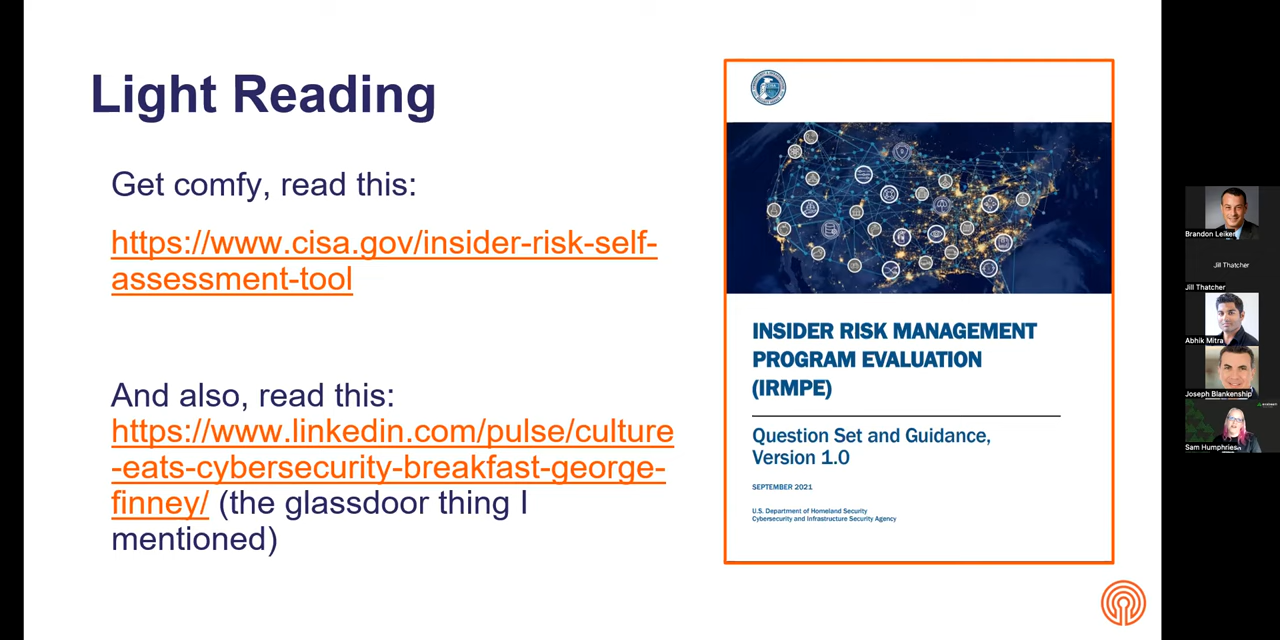 Light Reading
Get comfy, read this:
https://www.cisa.gov/insider-risk-self-
assessment-tool
And also, read this:
https://www.linkedin.com/pulse/culture
-eats-cybersecurity-breakfast-george-
finney/ (the glassdoor thing I
mentioned)
INSIDER RISK MANAGEMENT
PROGRAM EVALUATION
(IRMPE)
Question Set and Guidance,
Version 1.0
SEPTEMBER 2021
U.S. Department of Homeland Security
Cybersecurity and Infrastructure Security Agency
Brandon Leiker
Jill Thatcher
Jill Thatcher
Abhik Mitra
Joseph Blankenship
Sam Humphries